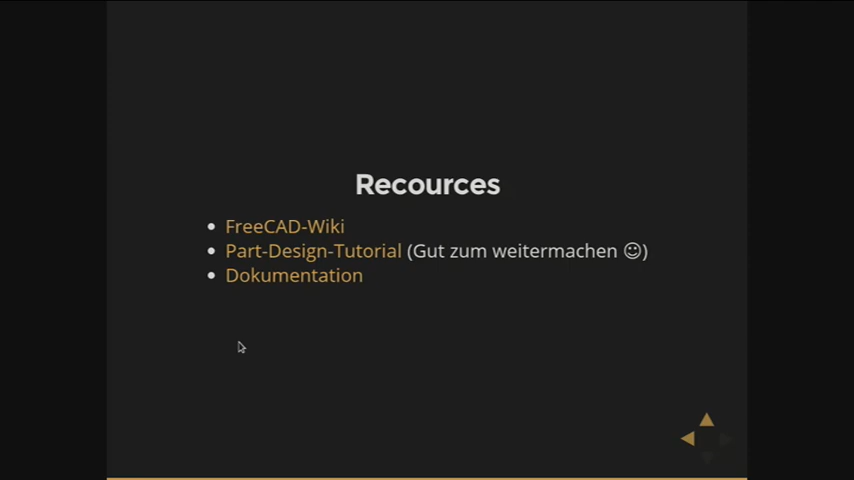 Recources
FreeCAD-Wiki
Part-Design-Tutorial (Gut zum weitermachen ☺)
Dokumentation